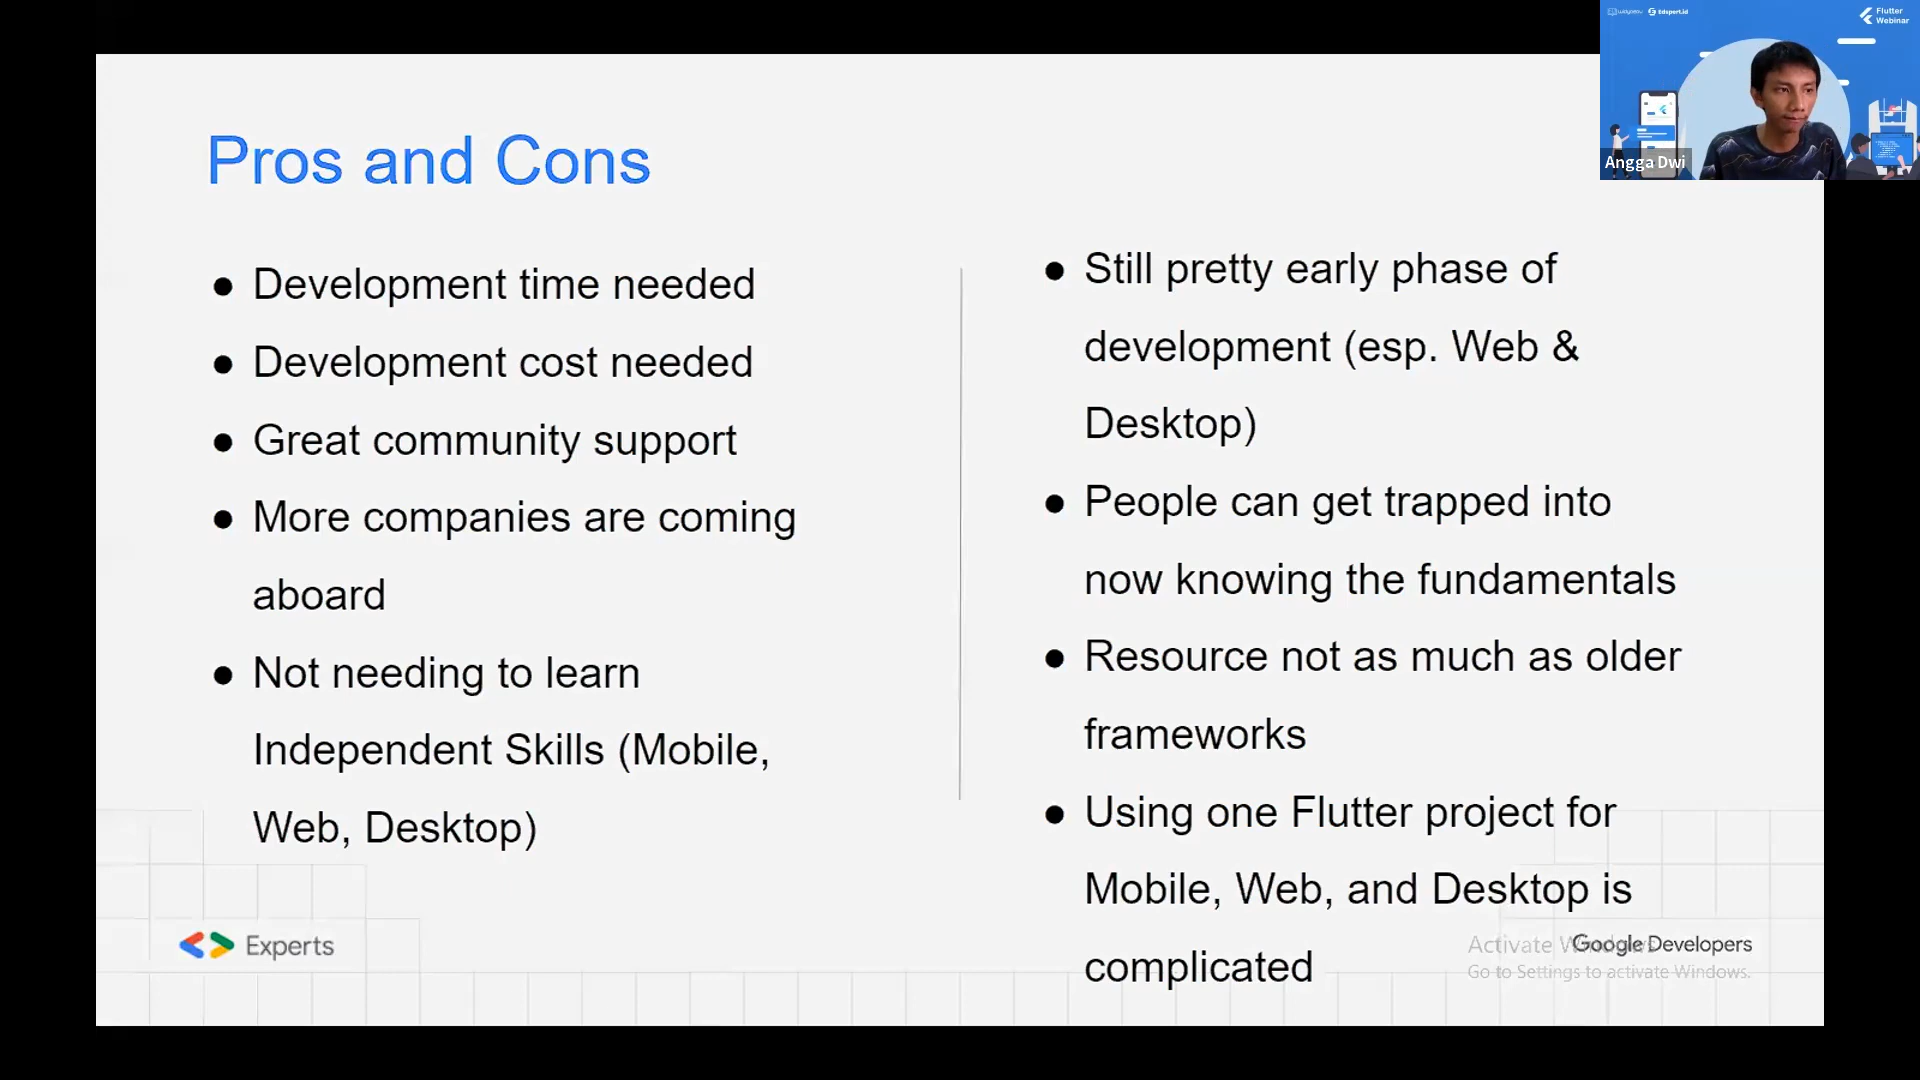 Edspert.id
Flutter
Webinar
Angga Dwi
Pros and Cons
● Development time needed
● Development cost needed
● Great community support
● More companies are coming
aboard
● Not needing to learn
Independent Skills (Mobile,
Web, Desktop)
● Still pretty early phase of
development (esp. Web &
Desktop)
● People can get trapped into
now knowing the fundamentals
● Resource not as much as older
frameworks
● Using one Flutter project for
Mobile, Web, and Desktop is
complicated
Experts
Google Developers
Activate Windows
Go to Settings to activate Windows.